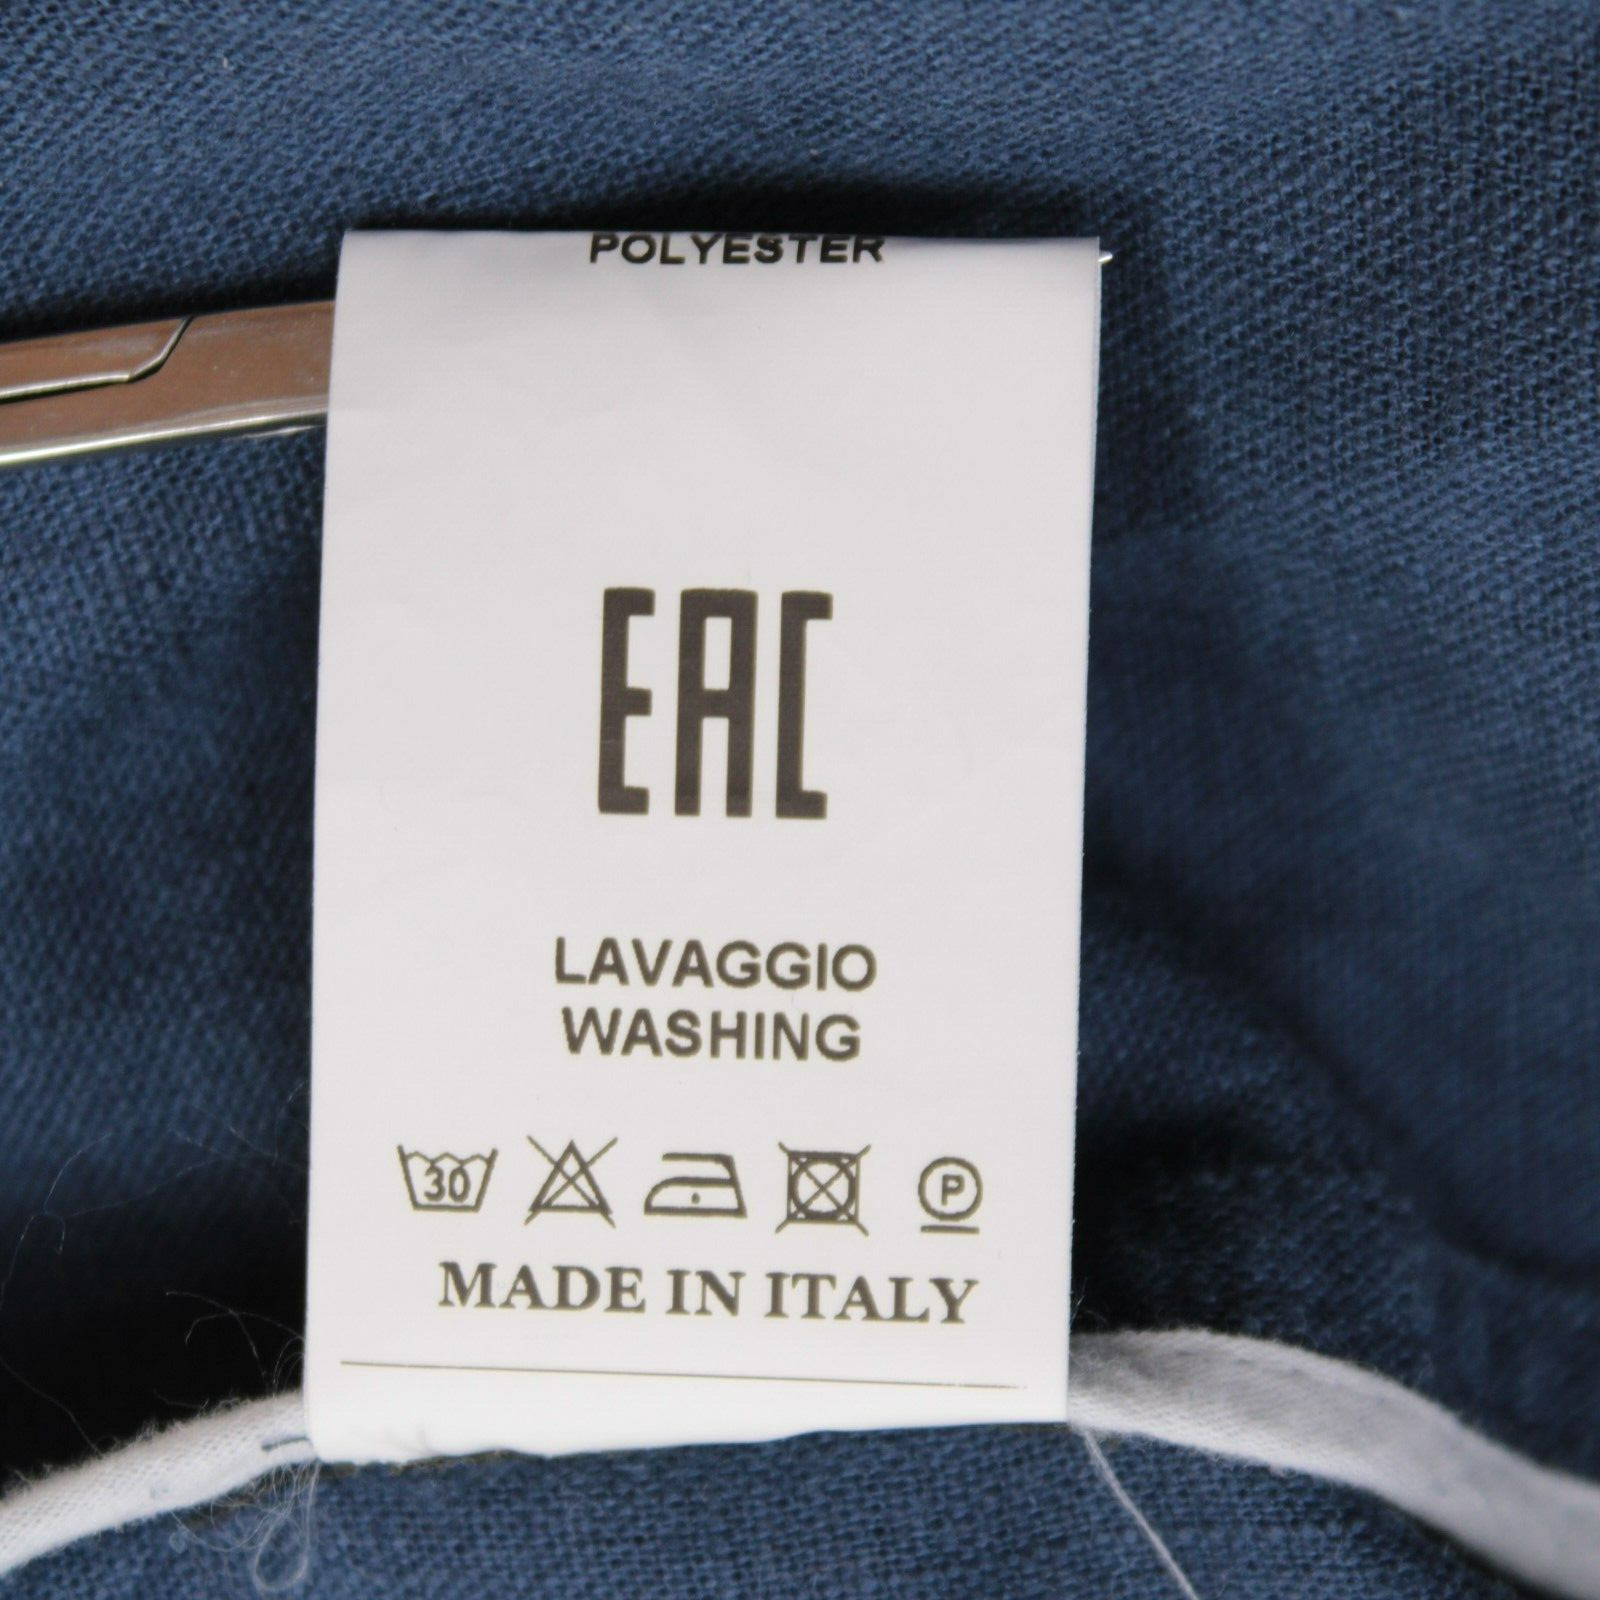 POLYESTER
EAC
LAVAGGIO
WASHING
30 P
MADE IN ITALY